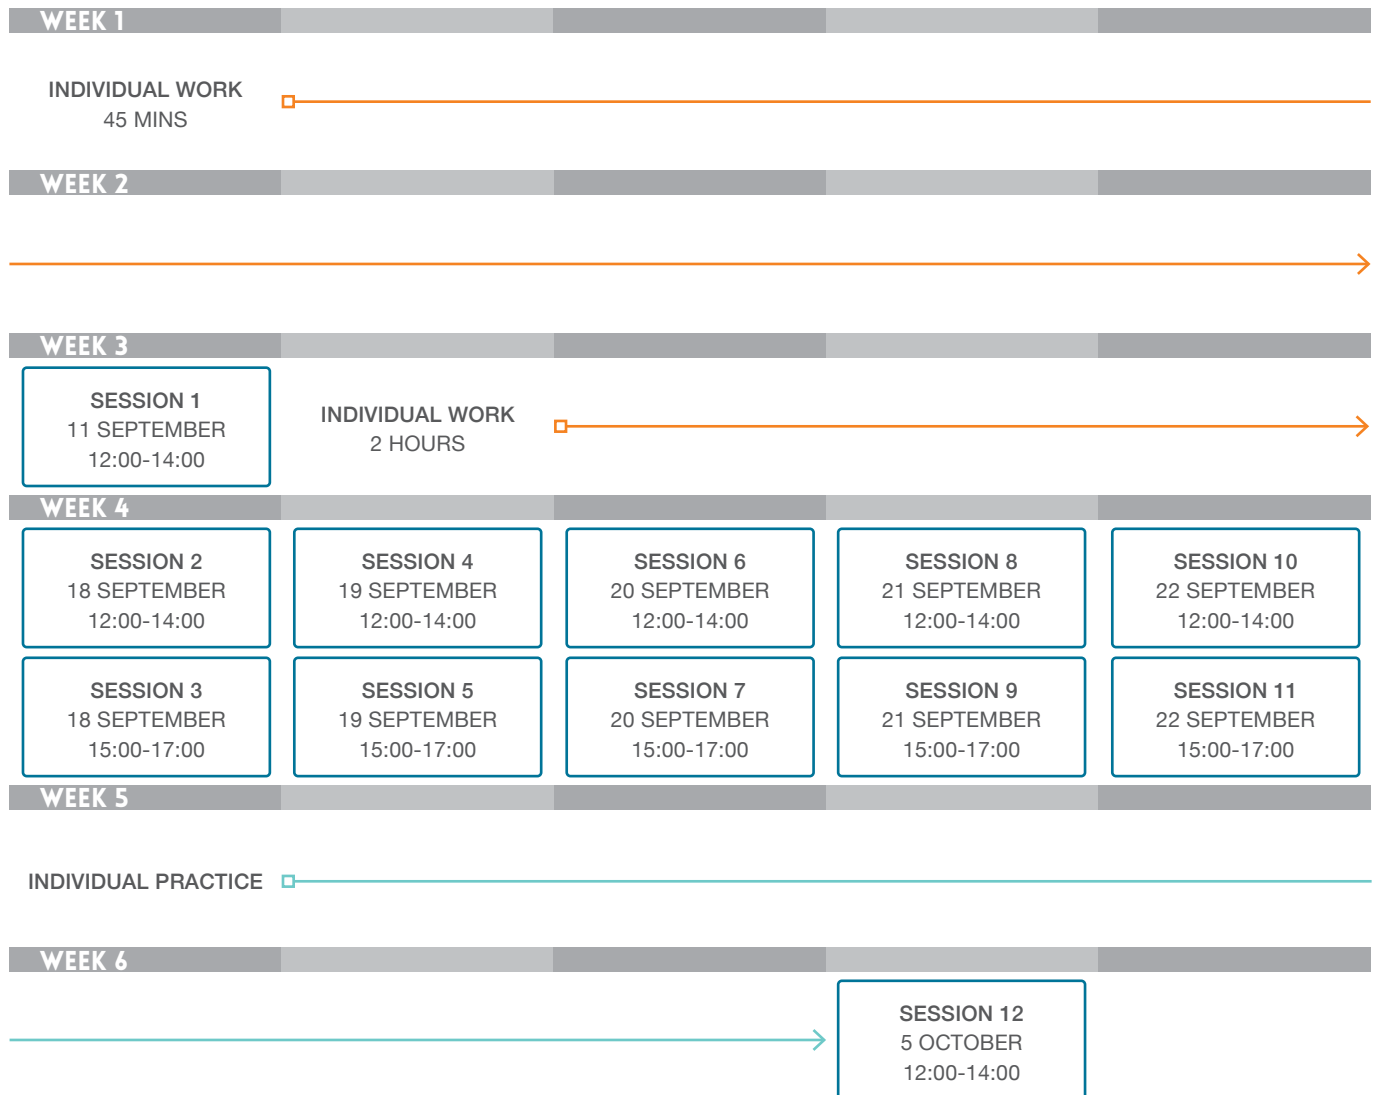 WEEK 1
INDIVIDUAL WORK
45 MINS
WEEK 2
WEEK 3
SESSION 1
11 SEPTEMBER
12:00-14:00
INDIVIDUAL WORK
2 HOURS
WEEK 4
SESSION 2
18 SEPTEMBER
12:00-14:00
SESSION 4
19 SEPTEMBER
12:00-14:00
SESSION 6
20 SEPTEMBER
12:00-14:00
SESSION 8
21 SEPTEMBER
12:00-14:00
SESSION 10
22 SEPTEMBER
12:00-14:00
SESSION 3
18 SEPTEMBER
15:00-17:00
SESSION 5
19 SEPTEMBER
15:00-17:00
SESSION 7
20 SEPTEMBER
15:00-17:00
SESSION 9
21 SEPTEMBER
15:00-17:00
SESSION 11
22 SEPTEMBER
15:00-17:00
WEEK 5
INDIVIDUAL PRACTICE
WEEK 6
SESSION 12
5 OCTOBER
12:00-14:00